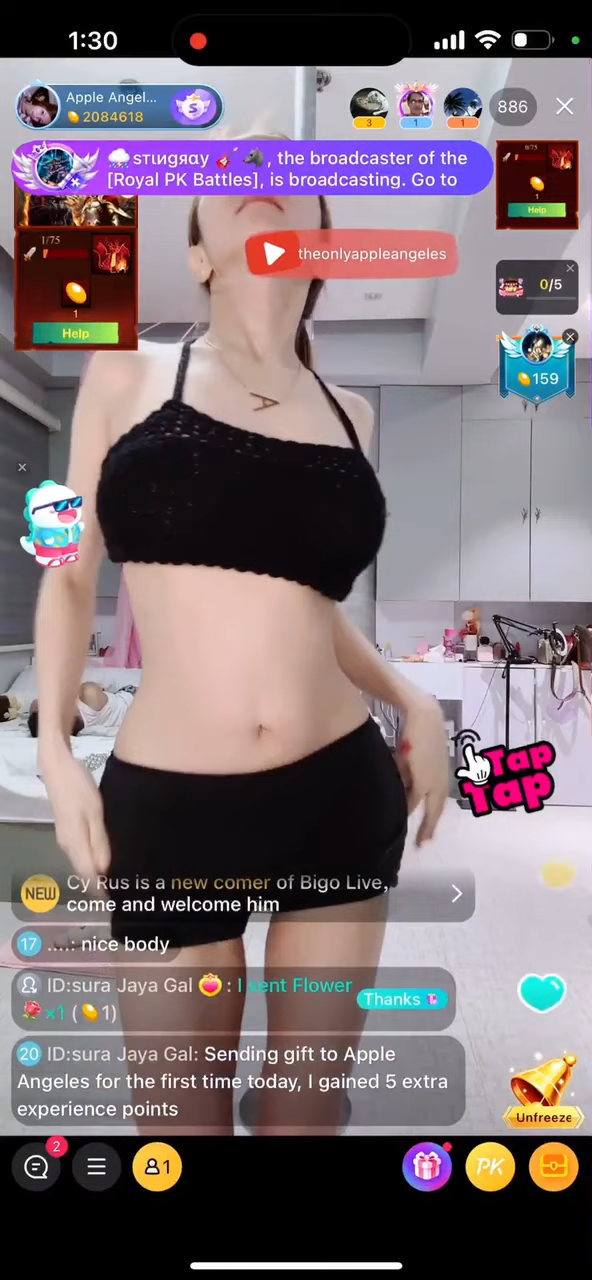 1:30
Apple Angel...
2084618
S
3
1
1
886
sтιиgяαу, the broadcaster of the
[Royal PK Battles], is broadcasting. Go to
1/75
1
Help
theonlyappleangeles
1
Help
0/5
159
A
Tap
Tap
NEW
Cy Rus is a new comer of Bigo Live,
come and welcome him
17 ....: nice body
ID:sura Jaya Gal : I sent Flower
×1 ( 1)
Thanks
20 ID:sura Jaya Gal: Sending gift to Apple
Angeles for the first time today, I gained 5 extra
experience points
Unfreeze
2
1
PK